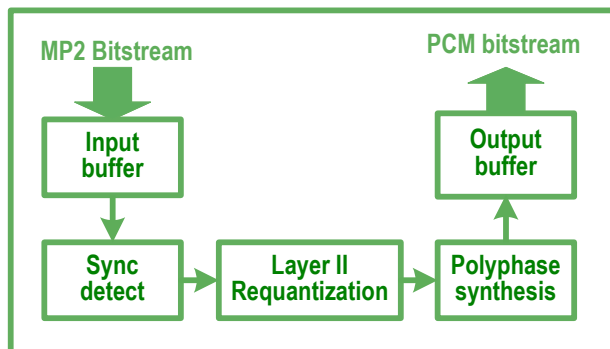 MP2 Bitstream
PCM bitstream
Input
buffer
Output
buffer
Sync
detect
Layer II
Requantization
Polyphase
synthesis